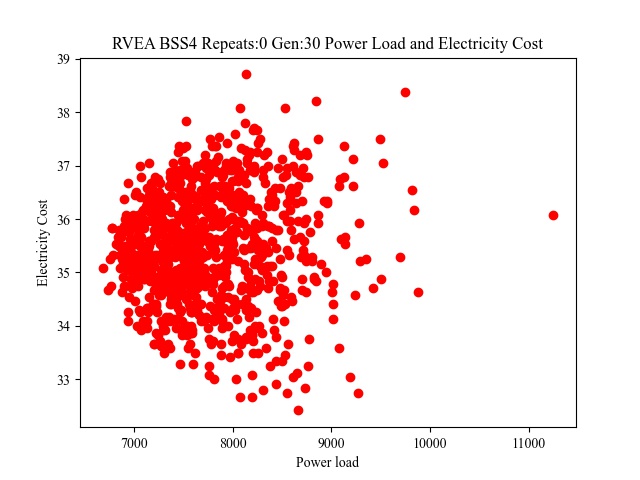 RVEA BSS4 Repeats:0 Gen:30 Power Load and Electricity Cost
39
38
37
36
35
34
33
Electricity Cost
7000 8000 9000 10000 11000
Power load